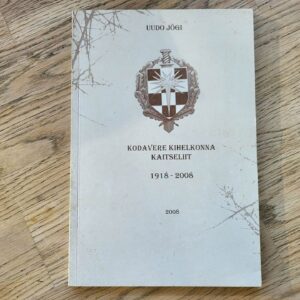 UUDO JÕGI
KODAVERE KIHELKONNA
KAITSELIIT
1918 - 2008
2008